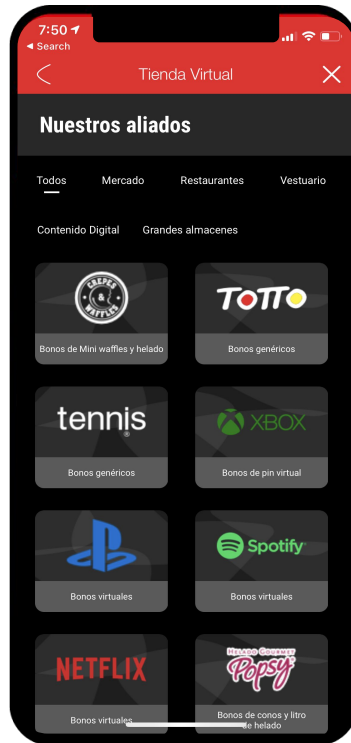 7:50
Search
Tienda Virtual
Nuestros aliados
Todos Mercado Restaurantes Vestuario
Contenido Digital Grandes almacenes
CREPES & WAFFLES
TOTTO
Bonos de Mini waffles y helado
Bonos genéricos
tennis
XBOX
Bonos genéricos
Bonos de pin virtual
Spotify
Bonos virtuales
Bonos virtuales
NETFLIX
HELADO GOURMET
Popsy
Bonos virtuales
Bonos de conos y litro
de helado